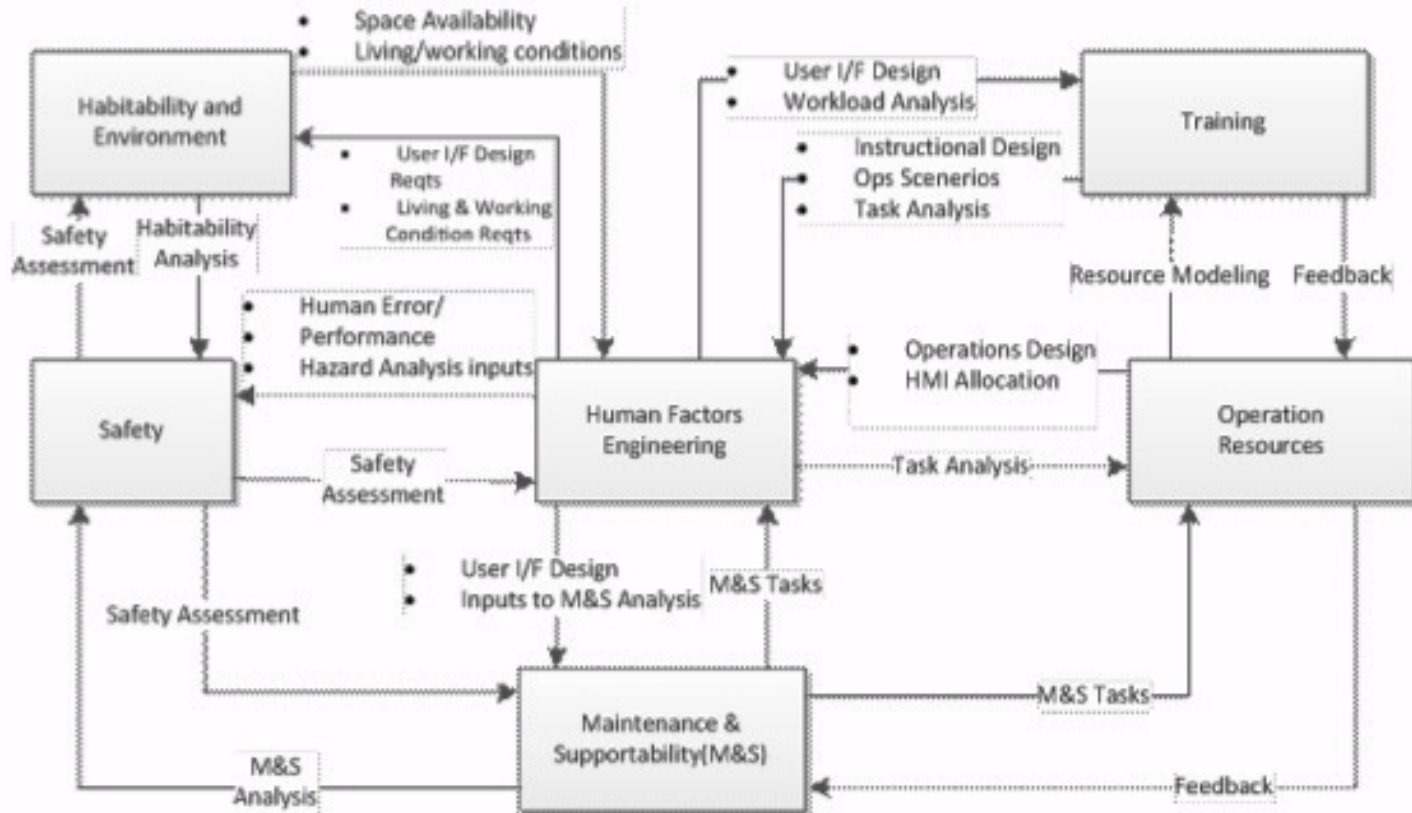 • Space Availability
• Living/working conditions
Habitability and
Environment
• User I/F Design
• Workload Analysis
Training
• User I/F Design
Reqts
• Living & Working
Condition Reqts
• Instructional Design
• Ops Scenerios
• Task Analysis
Safety
Assessment
Habitability
Analysis
Resource Modeling
Feedback
• Human Error/
• Performance
• Hazard Analysis inputs
• Operations Design
• HMI Allocation
Safety
Human Factors
Engineering
Operation
Resources
Safety
Assessment
Task Analysis
• User I/F Design
• Inputs to M&S Analysis
M&S Tasks
Safety Assessment
M&S Tasks
Maintenance &
Supportability(M&S)
M&S
Analysis
Feedback